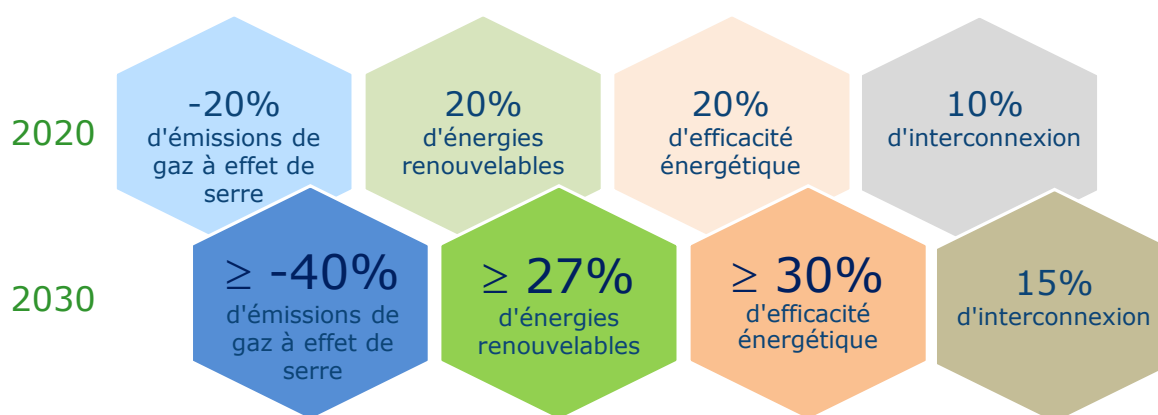 2020
-20%
d'émissions de
gaz à effet de
serre
20%
d'énergies
renouvelables
20%
d'efficacité
énergétique
10%
d'interconnexion
2030
≥ -40%
d'émissions de
gaz à effet de
serre
≥ 27%
d'énergies
renouvelables
≥ 30%
d'efficacité
énergétique
15%
d'interconnexion